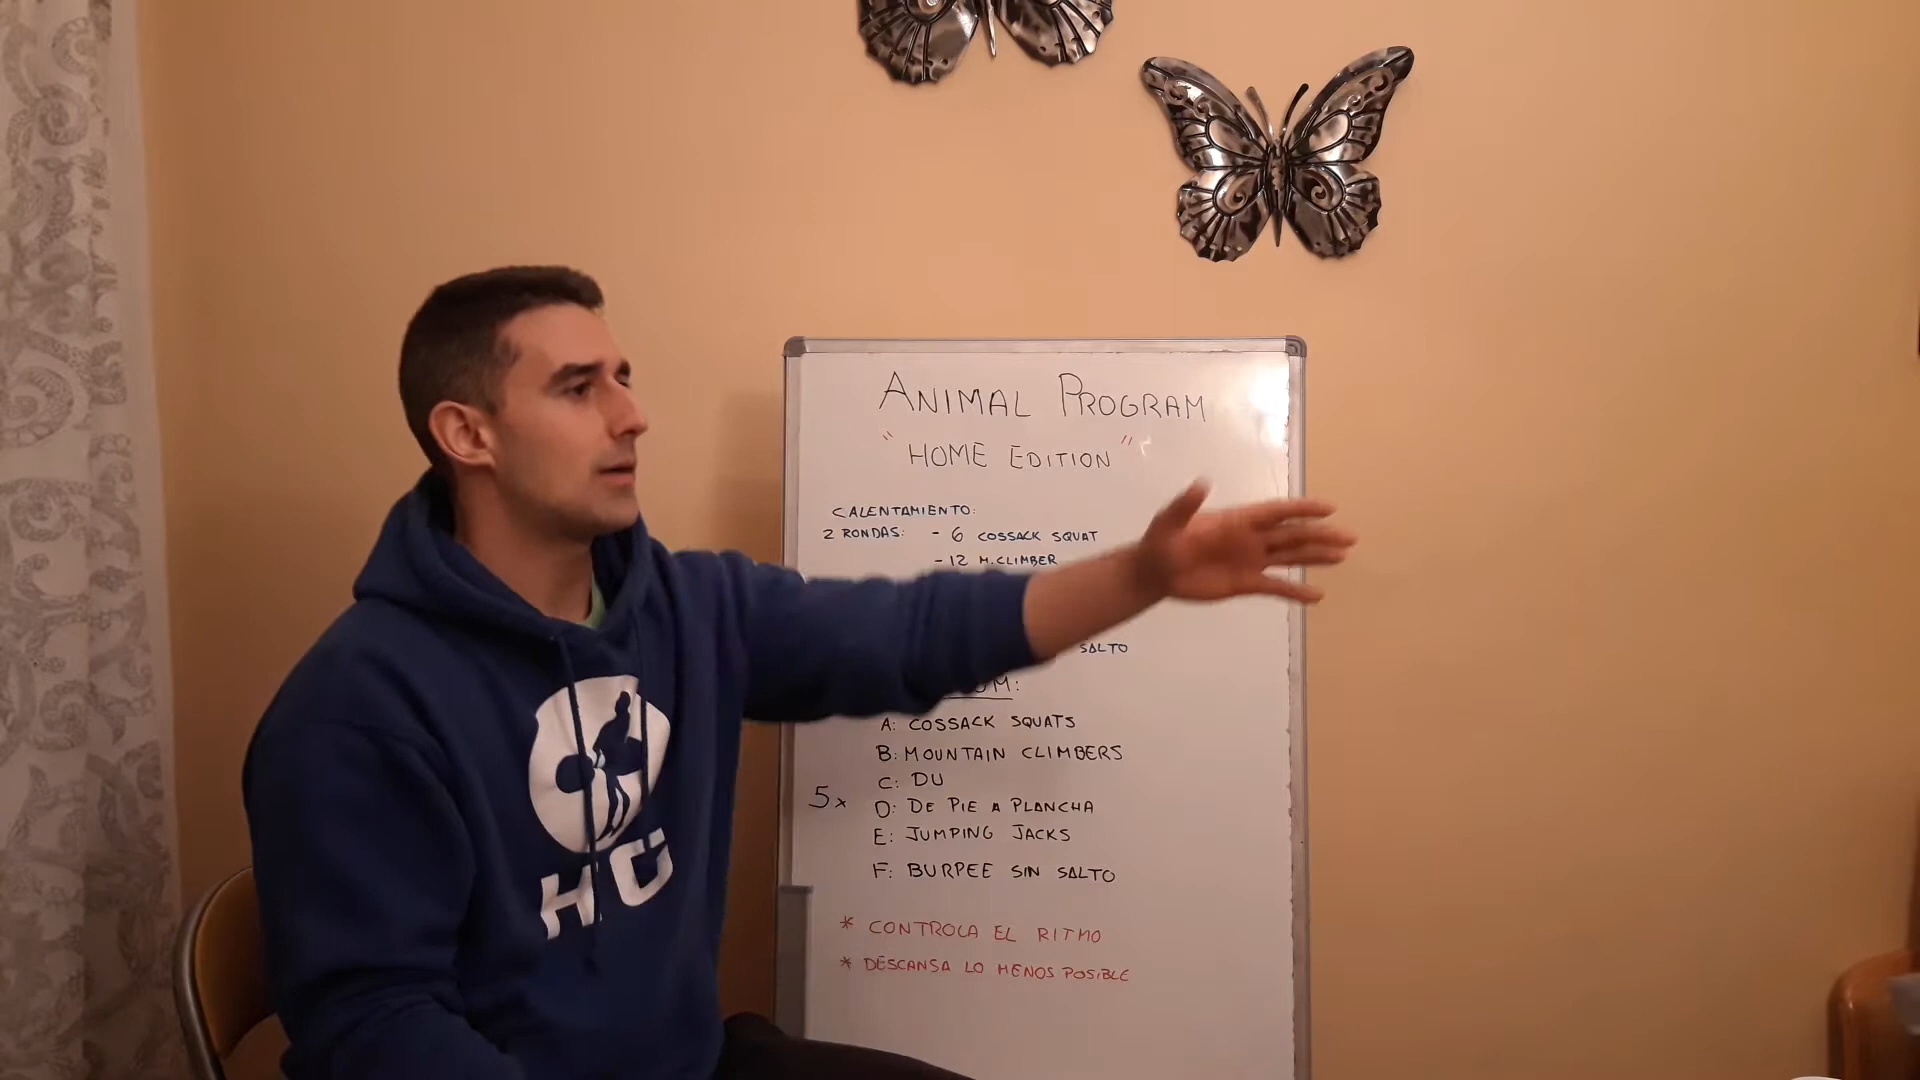 ANIMAL PROGRAM
"HOME EDITION"
CALENTAMIENTO:
2 RONDAS: - 6 COSSACK SQUAT
- 12 M. CLIMBER
SALTO
A: COSSACK SQUATS
B: MOUNTAIN CLIMBERS
C: DU
5x D: DE PIE A PLANCHA
E: JUMPING JACKS
F: BURPEE SIN SALTO
* CONTROLA EL RITMO
* DESCANSA LO MENOS POSIBLE